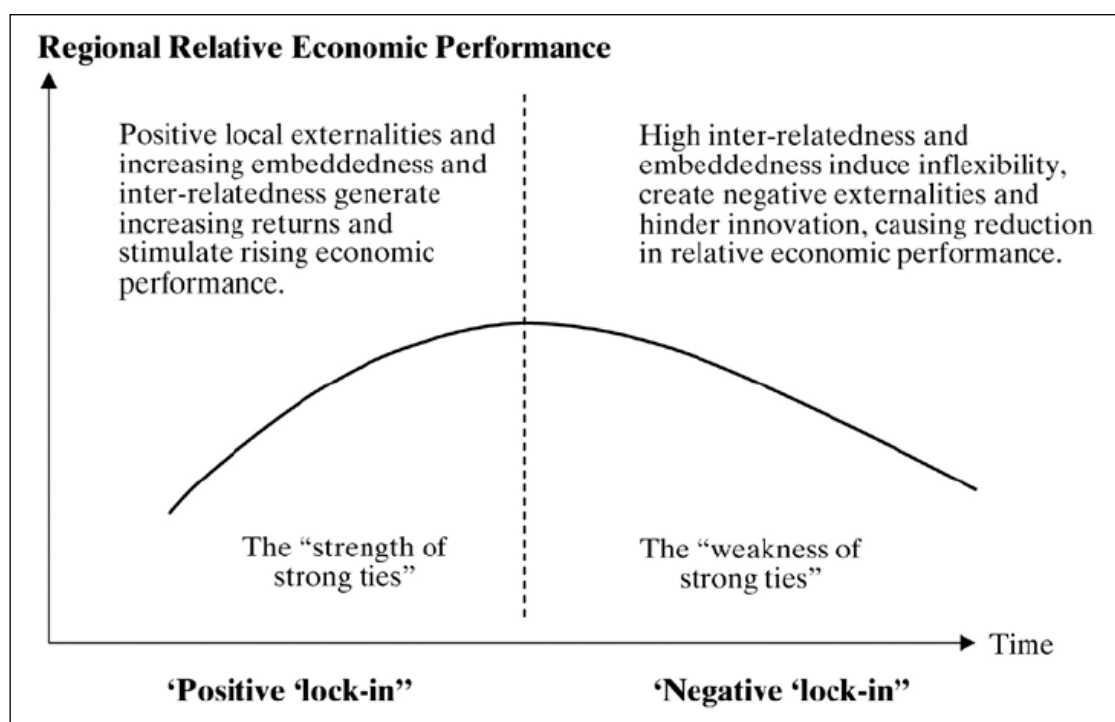 Regional Relative Economic Performance
Positive local externalities and
increasing embeddedness and
inter-relatedness generate
increasing returns and
stimulate rising economic
performance.
High inter-relatedness and
embeddedness induce inflexibility,
create negative externalities and
hinder innovation, causing reduction
in relative economic performance.
The “strength of
strong ties”
The “weakness of
strong ties”
Time
‘Positive ‘lock-in”
‘Negative ‘lock-in”